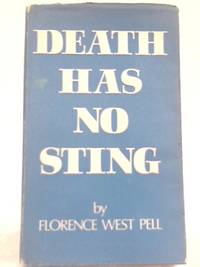 DEATH
HAS
NO
STING
by
FLORENCE WEST PELL